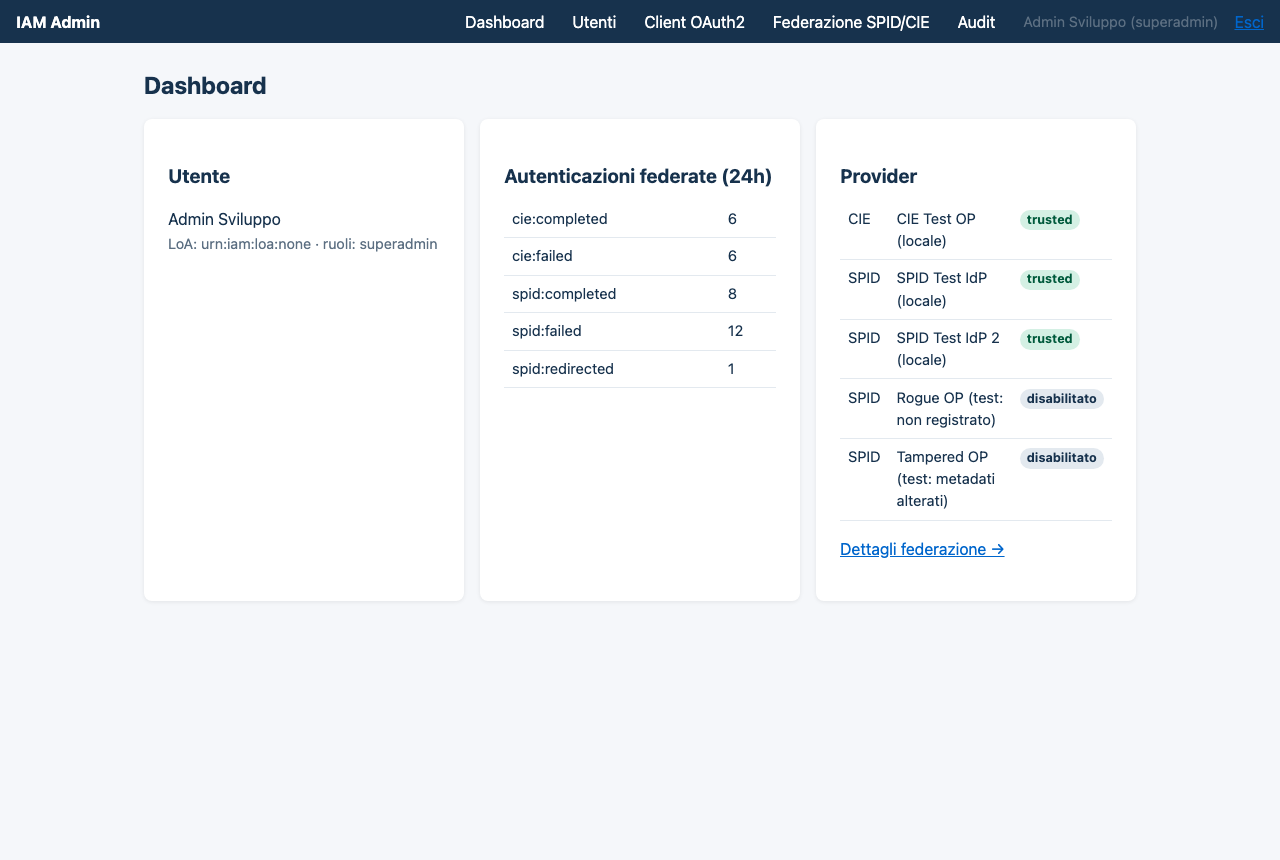 IAM Admin Dashboard Utenti Client OAuth2 Federazione SPID/CIE Audit Admin Sviluppo (superadmin) Esci
Dashboard
Utente
Admin Sviluppo
LoA: urn:iam:loa:none · ruoli: superadmin
Autenticazioni federate (24h)
cie:completed 6
cie:failed 6
spid:completed 8
spid:failed 12
spid:redirected 1
Provider
CIE CIE Test OP trusted
(locale)
SPID SPID Test IdP trusted
(locale)
SPID SPID Test IdP 2 trusted
(locale)
SPID Rogue OP (test: disabilitato
non registrato)
SPID Tampered OP disabilitato
(test: metadati
alterati)
Dettagli federazione →